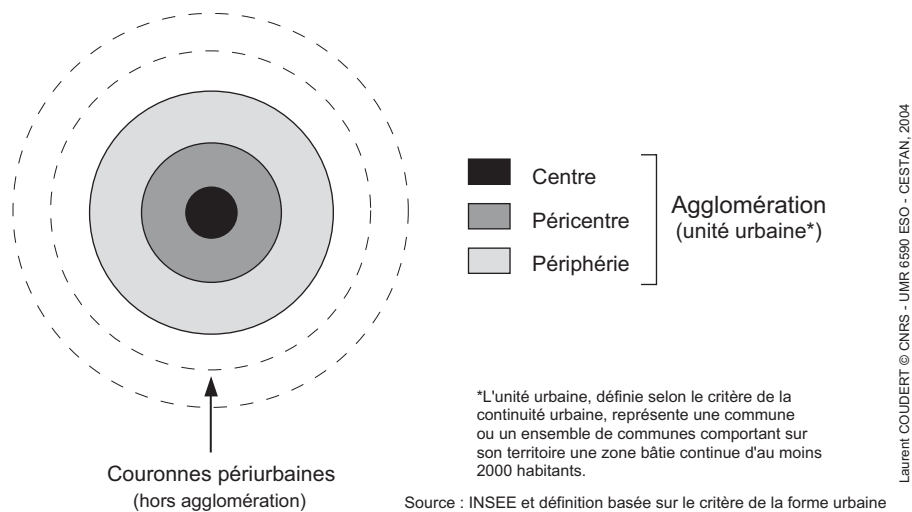 Centre
Péricentre
Périphérie
Agglomération
(unité urbaine*)
Couronnes périurbaines
(hors agglomération)
*L'unité urbaine, définie selon le critère de la
continuité urbaine, représente une commune
ou un ensemble de communes comportant sur
son territoire une zone bâtie continue d'au moins
2000 habitants.
Source : INSEE et définition basée sur le critère de la forme urbaine
Laurent COUDERT © CNRS - UMR 6590 ESO - CESTAN, 2004